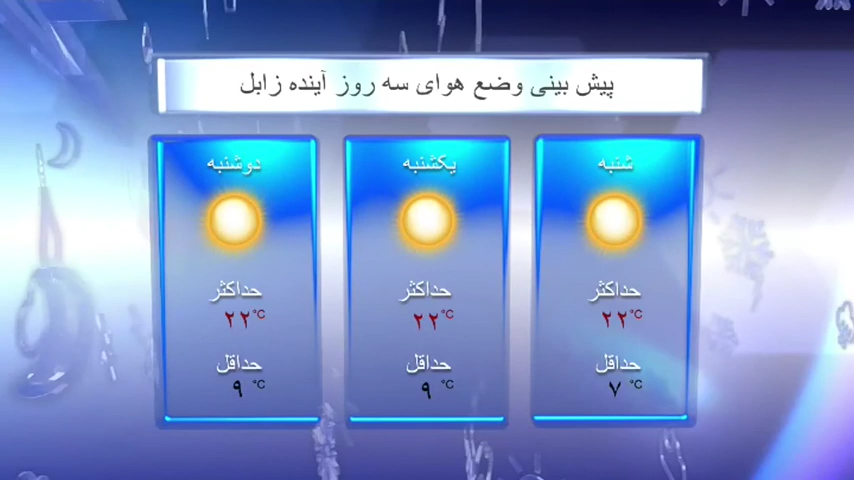 پیش بینی وضع هوای سه روز آینده زابل
شنبه
حداکثر
۲۲ °C
حداقل
۷ °C
یکشنبه
حداکثر
۲۲ °C
حداقل
۹ °C
دوشنبه
حداکثر
۲۲ °C
حداقل
۹ °C